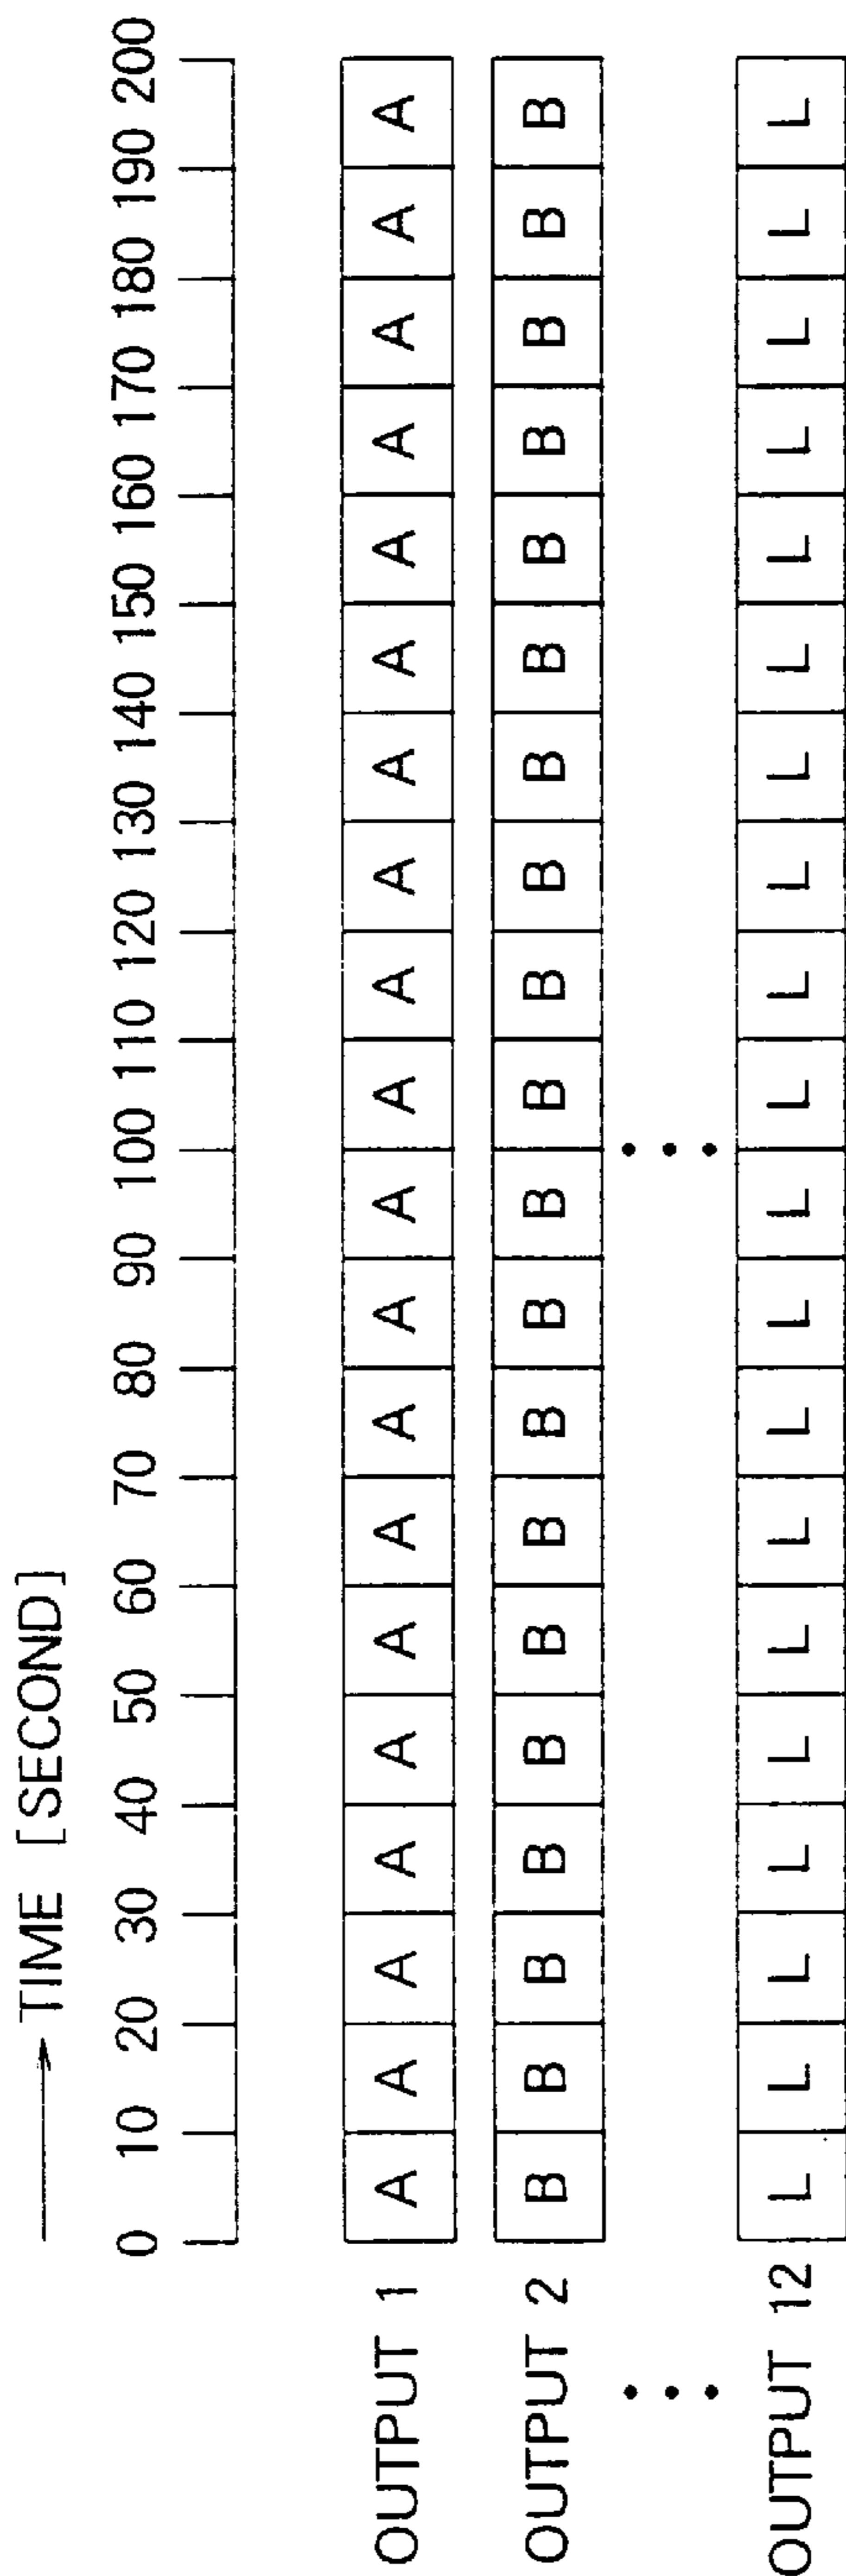 TIME [SECOND]
0 10 20 30 40 50 60 70 80 90 100 110 120 130 140 150 160 170 180 190 200
OUTPUT 1 A A A A A A A A A A A A A A A A A A A A
OUTPUT 2 B B B B B B B B B B B B B B B B B B B B
OUTPUT 12 L L L L L L L L L L L L L L L L L L L L